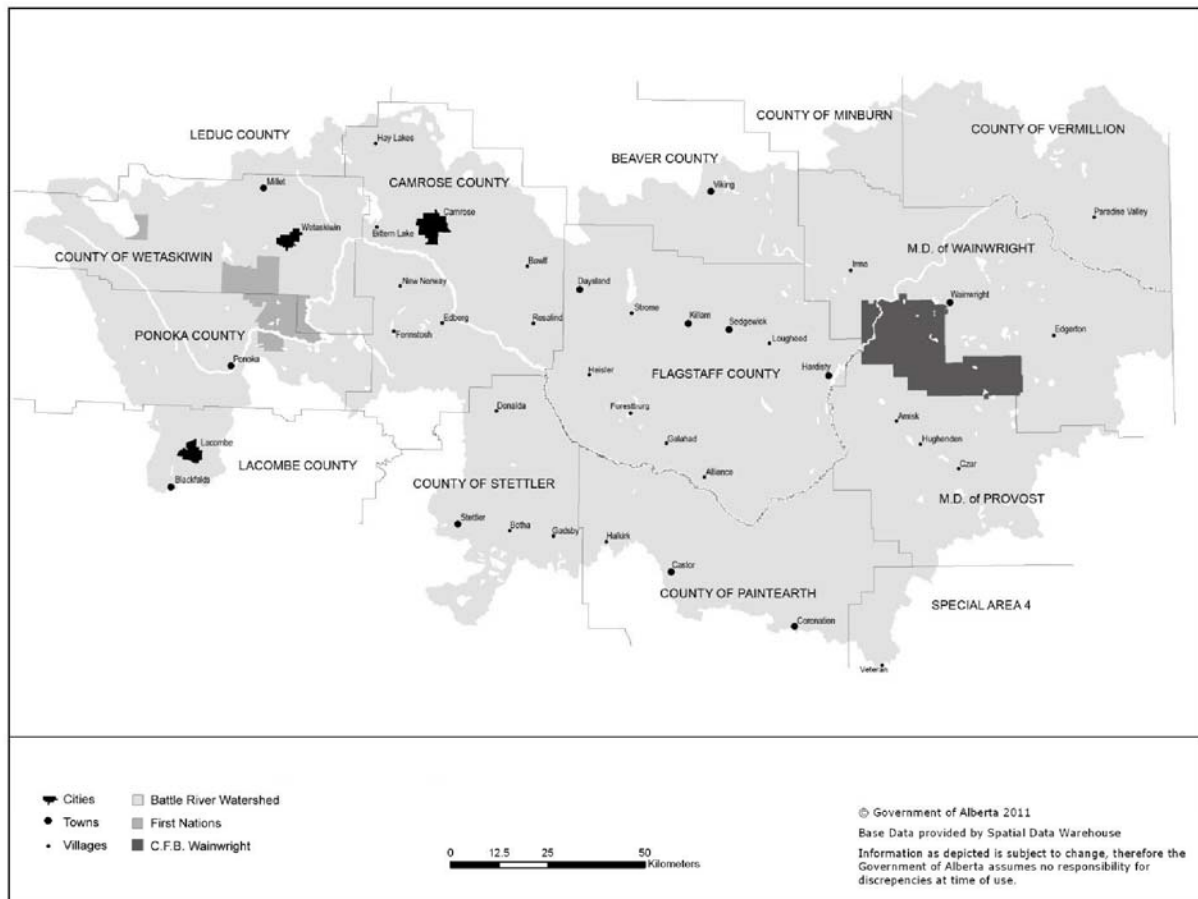 COUNTY OF MINBURN
LEDUC COUNTY
COUNTY OF VERMILLION
Hay Lakes
BEAVER COUNTY
CAMROSE COUNTY
Millet
Viking
Camrose
Paradise Valley
Wetaskiwin
Bittern Lake
M.D. of WAINWRIGHT
COUNTY OF WETASKIWIN
Bawlf
Irma
New Norway
Daysland
Wainwright
Strome
PONOKA COUNTY
Edberg
Rosalind
Killam
Sedgewick
Ferintosh
Lougheed
Edgerton
Ponoka
Heisler
FLAGSTAFF COUNTY
Hardisty
Donalda
Forestburg
Amisk
Lacombe
Galahad
Hughenden
LACOMBE COUNTY
Czar
Blackfalds
COUNTY OF STETTLER
Alliance
M.D. of PROVOST
Stettler
Botha
Gadsby
Halkirk
Castor
COUNTY OF PAINTEARTH
SPECIAL AREA 4
Coronation
Veteran
Cities
Towns
Villages
Battle River Watershed
First Nations
C.F.B. Wainwright
0 12.5 25 50
Kilometers
© Government of Alberta 2011
Base Data provided by Spatial Data Warehouse
Information as depicted is subject to change, therefore the
Government of Alberta assumes no responsibility for
discrepancies at time of use.